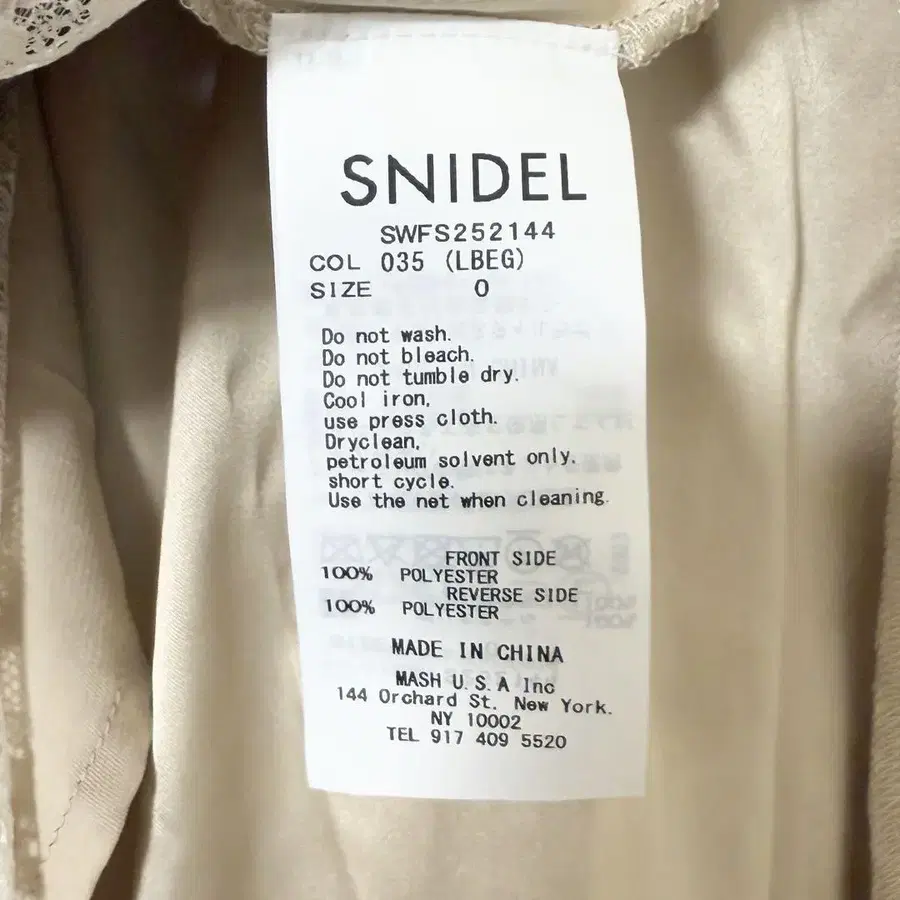 SNIDEL
SWFS252144
COL 035 (LBEG)
SIZE 0
Do not wash.
Do not bleach.
Do not tumble dry.
Cool iron,
use press cloth.
Dryclean,
petroleum solvent only.
short cycle.
Use the net when cleaning.
FRONT SIDE
100% POLYESTER
REVERSE SIDE
100% POLYESTER
MADE IN CHINA
MASH U.S.A Inc
144 Orchard St. New York.
NY 10002
TEL 917 409 5520